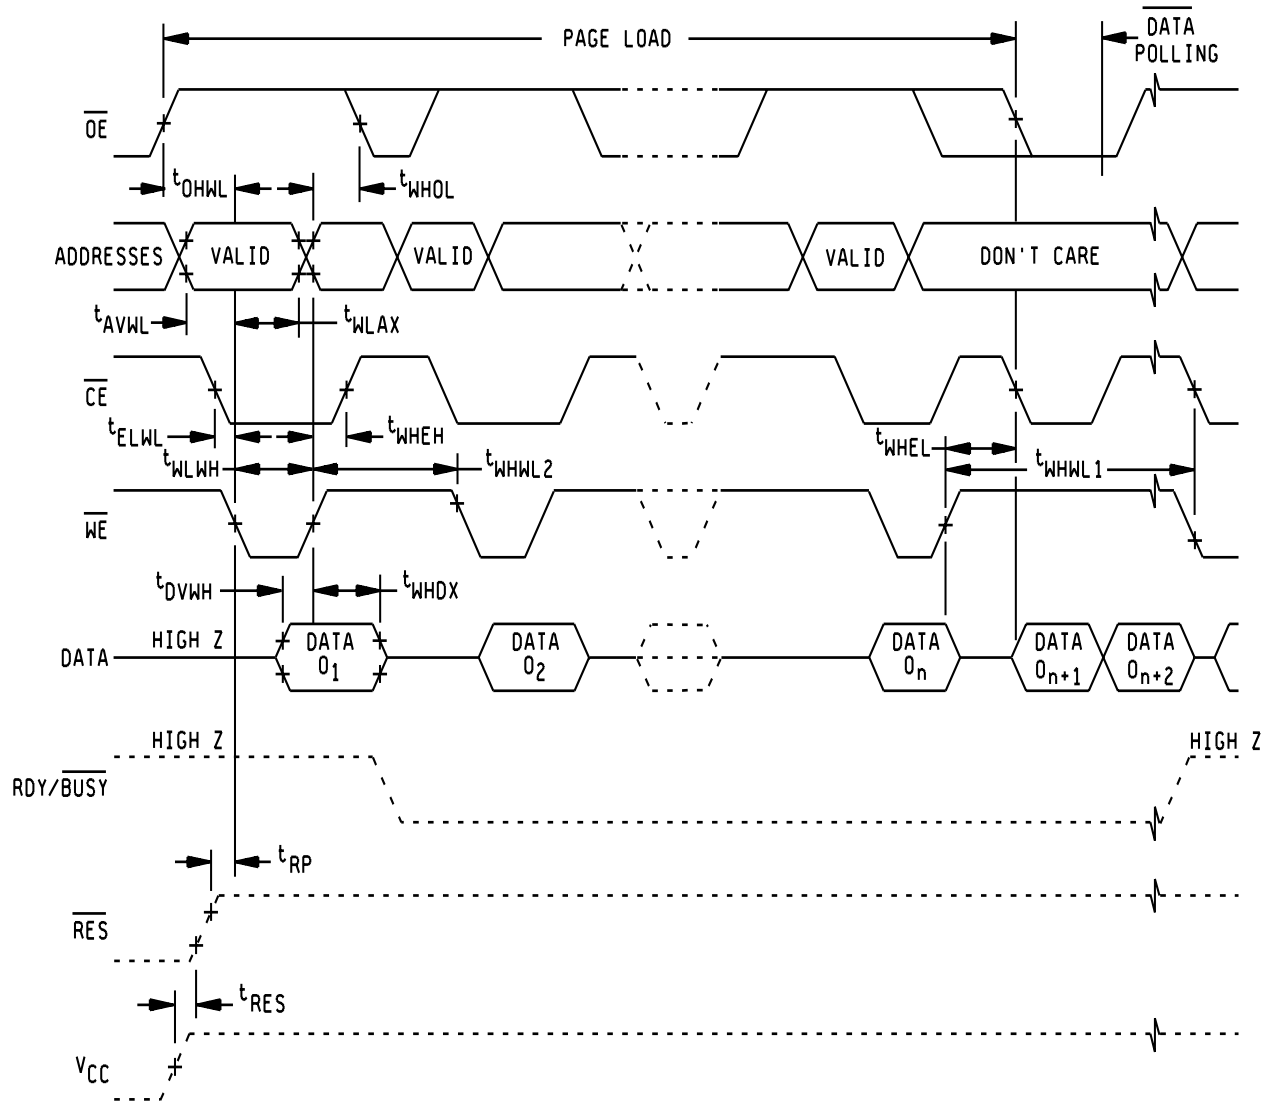 PAGE LOAD
DATA
POLLING
OE
tOHWL
tWHOL
ADDRESSES
VALID
VALID
VALID
DON'T CARE
tAVWL
tWLAX
CE
tELWL
tWHEH
tWHEL
tWLWH
tWHWL2
tWHWL1
WE
tDVWH
tWHDX
DATA
HIGH Z
DATA
O1
DATA
O2
DATA
On
DATA
On+1
DATA
On+2
HIGH Z
HIGH Z
RDY/BUSY
tRP
RES
tRES
VCC